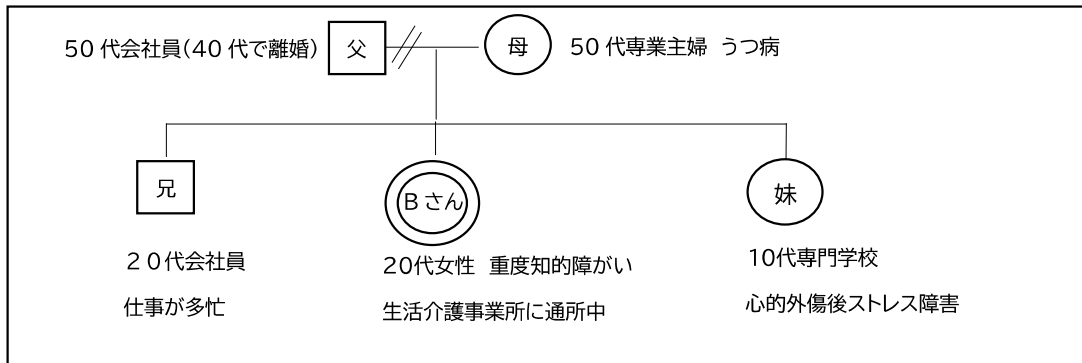 50代会社員(40代で離婚)
父
母
50代専業主婦 うつ病
兄
Bさん
妹
20代会社員
仕事が多忙
20代女性 重度知的障がい
生活介護事業所に通所中
10代専門学校
心的外傷後ストレス障害